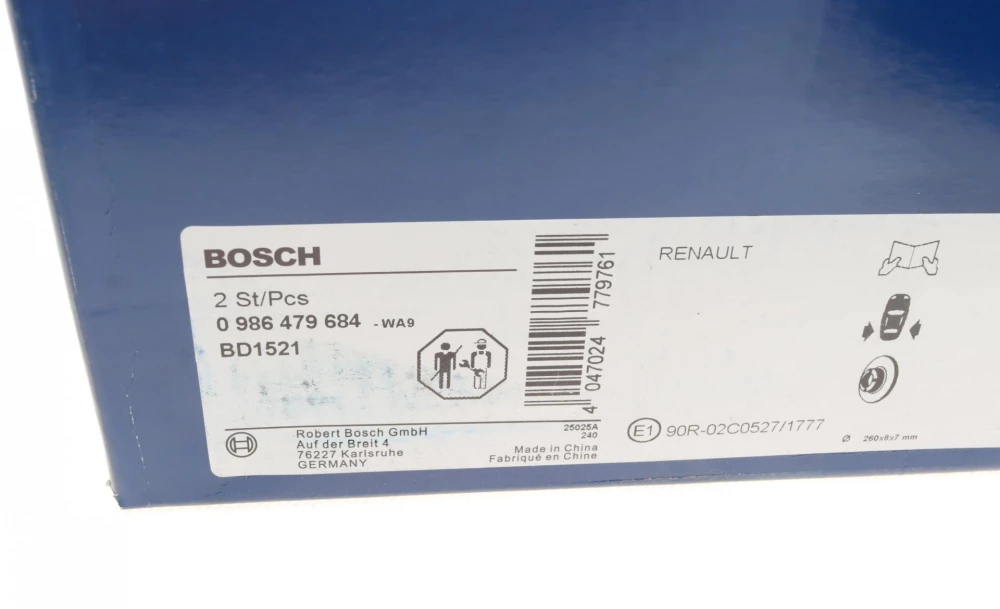 BOSCH
2 St/Pcs
0 986 479 684 - WA9
BD1521
Robert Bosch GmbH
Auf der Breit 4
76227 Karlsruhe
GERMANY
25025A
240
Made in China
Fabriqué en Chine
4 047024 779761
RENAULT
E1 90R-02C0527/1777
Ø 260x8x7 mm